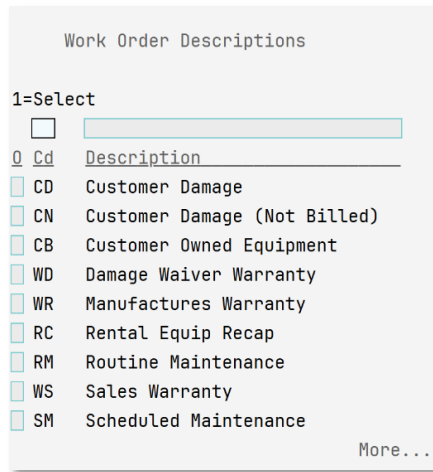 Work Order Descriptions
1=Select
O Cd Description
CD Customer Damage
CN Customer Damage (Not Billed)
CB Customer Owned Equipment
WD Damage Waiver Warranty
WR Manufactures Warranty
RC Rental Equip Recap
RM Routine Maintenance
WS Sales Warranty
SM Scheduled Maintenance
More...